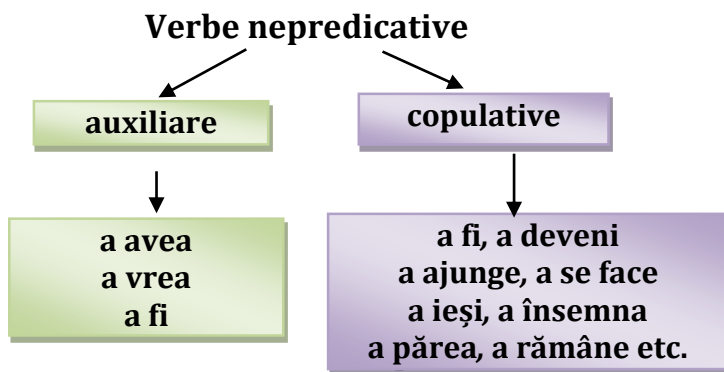 Verbe nepredicative
auxiliare
copulative
a avea
a vrea
a fi
a fi, a deveni
a ajunge, a se face
a ieși, a însemna
a părea, a rămâne etc.